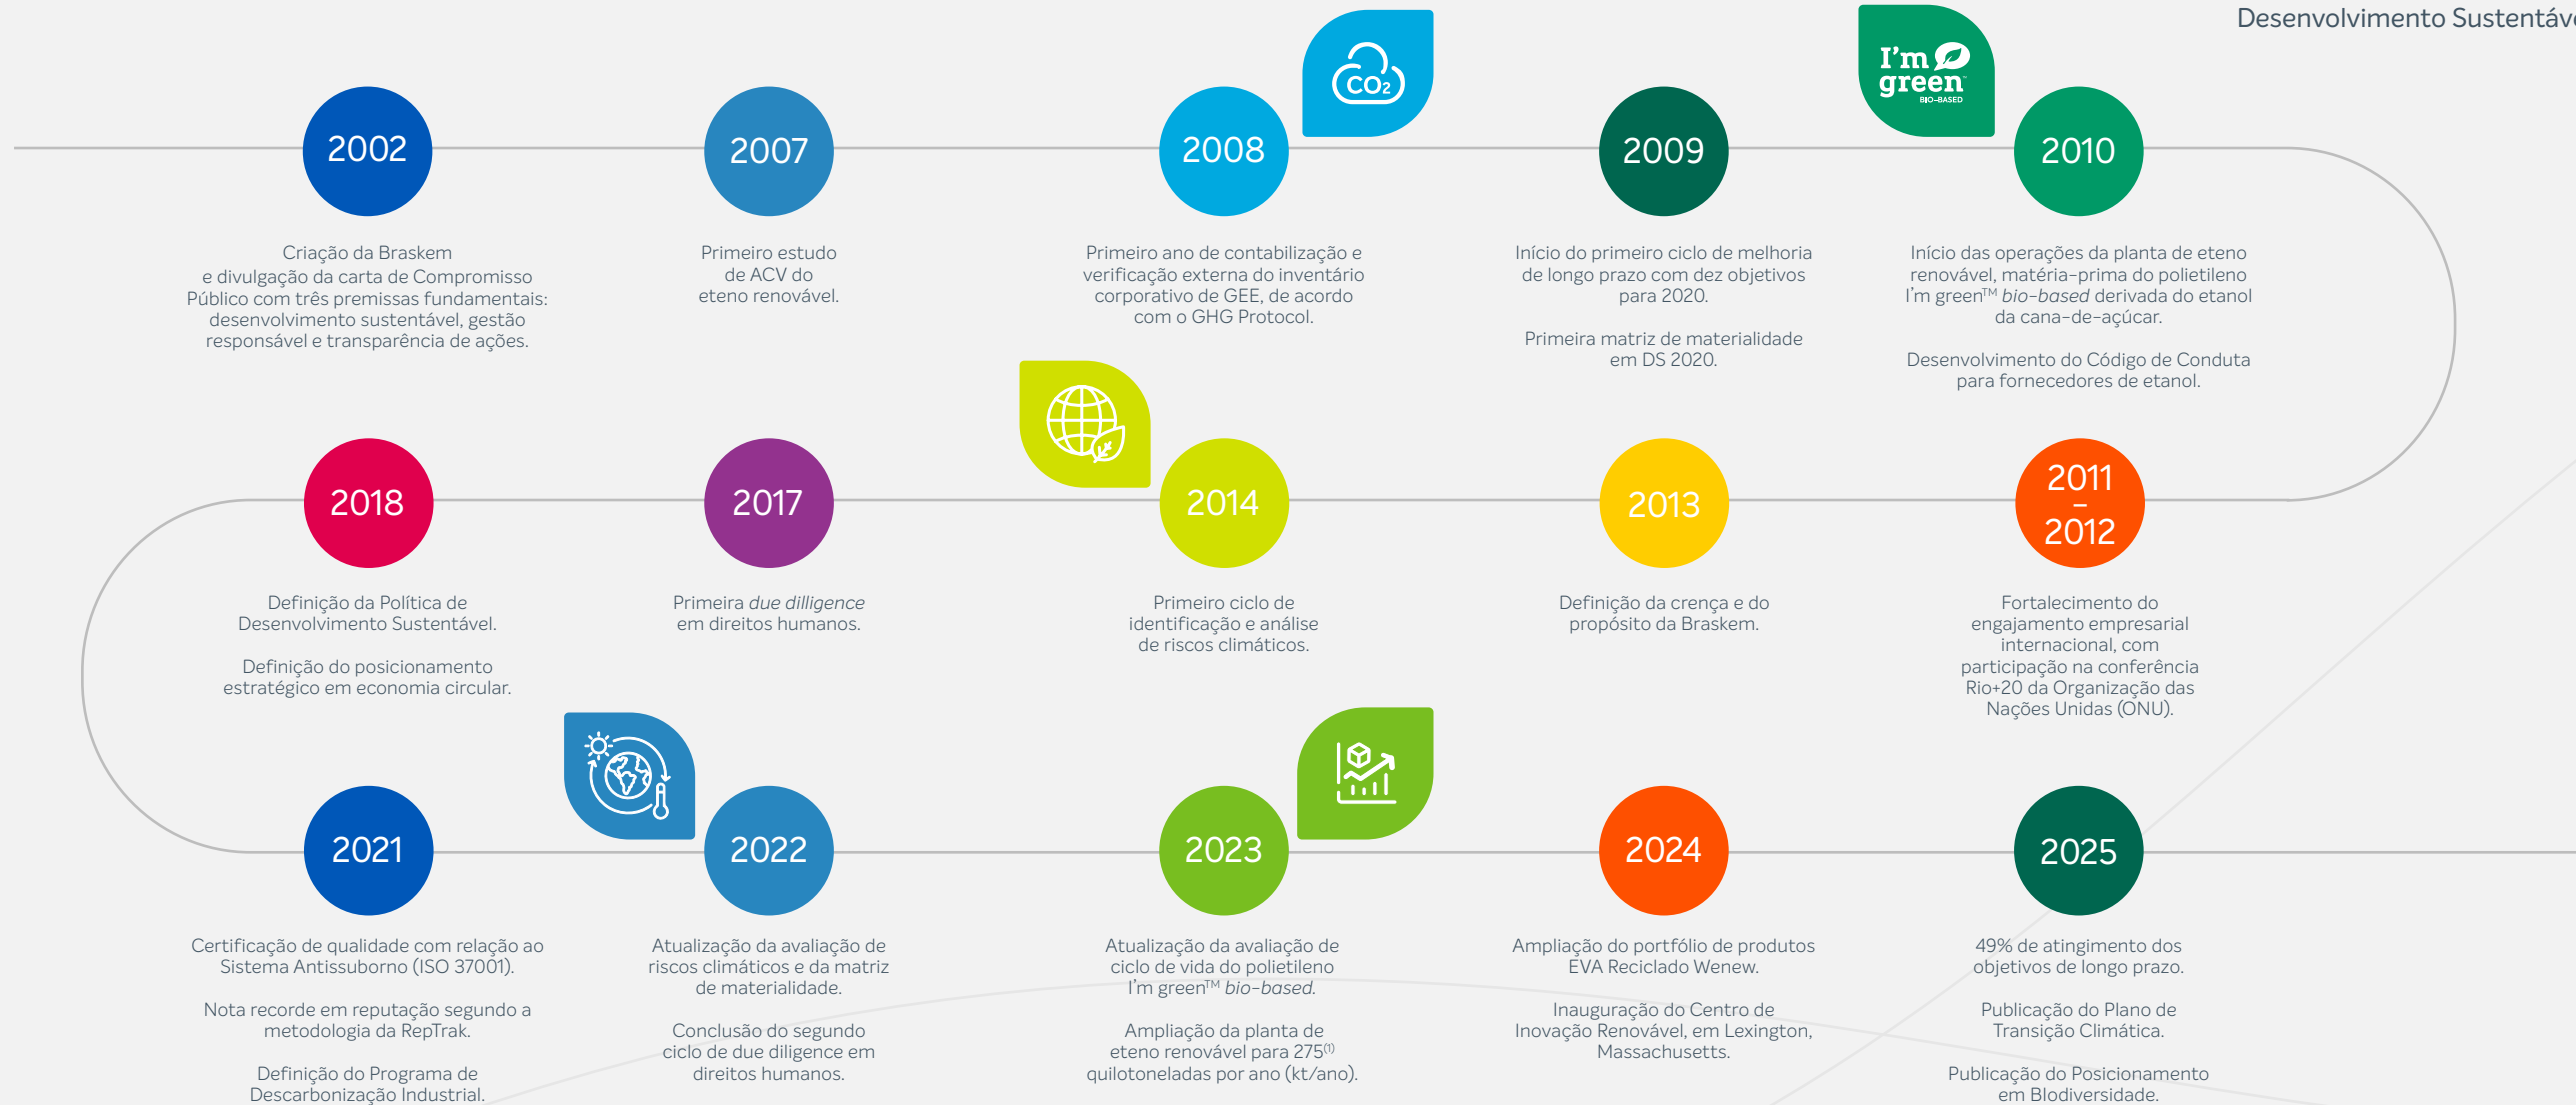 Desenvolvimento Sustentáve
CO₂
I'm
green™
BIO-BASED
2002
Criação da Braskem
e divulgação da carta de Compromisso
Público com três premissas fundamentais:
desenvolvimento sustentável, gestão
responsável e transparência de ações.
2007
Primeiro estudo
de ACV do
eteno renovável.
2008
Primeiro ano de contabilização e
verificação externa do inventário
corporativo de GEE, de acordo
com o GHG Protocol.
2009
Início do primeiro ciclo de melhoria
de longo prazo com dez objetivos
para 2020.
Primeira matriz de materialidade
em DS 2020.
2010
Início das operações da planta de eteno
renovável, matéria-prima do polietileno
I'm green™ bio-based derivada do etanol
da cana-de-açúcar.
Desenvolvimento do Código de Conduta
para fornecedores de etanol.
2011
–
2012
Fortalecimento do
engajamento empresarial
internacional, com
participação na conferência
Rio+20 da Organização das
Nações Unidas (ONU).
2013
Definição da crença e do
propósito da Braskem.
2014
Primeiro ciclo de
identificação e análise
de riscos climáticos.
2017
Primeira due dilligence
em direitos humanos.
2018
Definição da Política de
Desenvolvimento Sustentável.
Definição do posicionamento
estratégico em economia circular.
2021
Certificação de qualidade com relação ao
Sistema Antissuborno (ISO 37001).
Nota recorde em reputação segundo a
metodologia da RepTrak.
Definição do Programa de
Descarbonização Industrial.
2022
Atualização da avaliação de
riscos climáticos e da matriz
de materialidade.
Conclusão do segundo
ciclo de due diligence em
direitos humanos.
2023
Atualização da avaliação de
ciclo de vida do polietileno
I'm green™ bio-based.
Ampliação da planta de
eteno renovável para 275⁽¹⁾
quilotoneladas por ano (kt/ano).
2024
Ampliação do portfólio de produtos
EVA Reciclado Wenew.
Inauguração do Centro de
Inovação Renovável, em Lexington,
Massachusetts.
2025
49% de atingimento dos
objetivos de longo prazo.
Publicação do Plano de
Transição Climática.
Publicação do Posicionamento
em BIodiversidade.